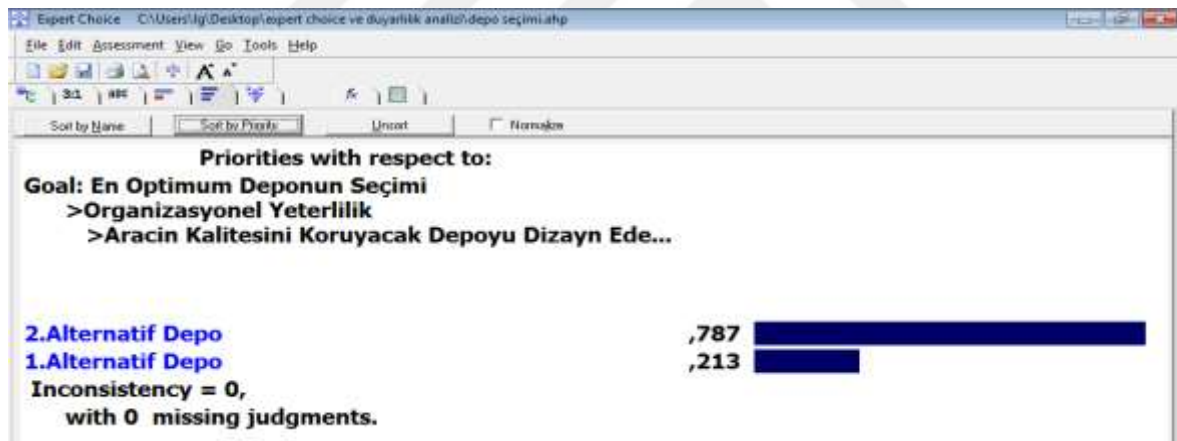 Expert Choice C:\Users\lg\Desktop\expert choice ve duyarlılık analizi\depo seçimi.ahp
File Edit Assessment View Go Tools Help
A A
3:1 ABC
Sort by Name Sort by Priority Unsort Normalize
Priorities with respect to:
Goal: En Optimum Deponun Seçimi
>Organizasyonel Yeterlilik
>Aracin Kalitesini Koruyacak Depoyu Dizayn Ede...
2.Alternatif Depo ,787
1.Alternatif Depo ,213
Inconsistency = 0,
with 0 missing judgments.